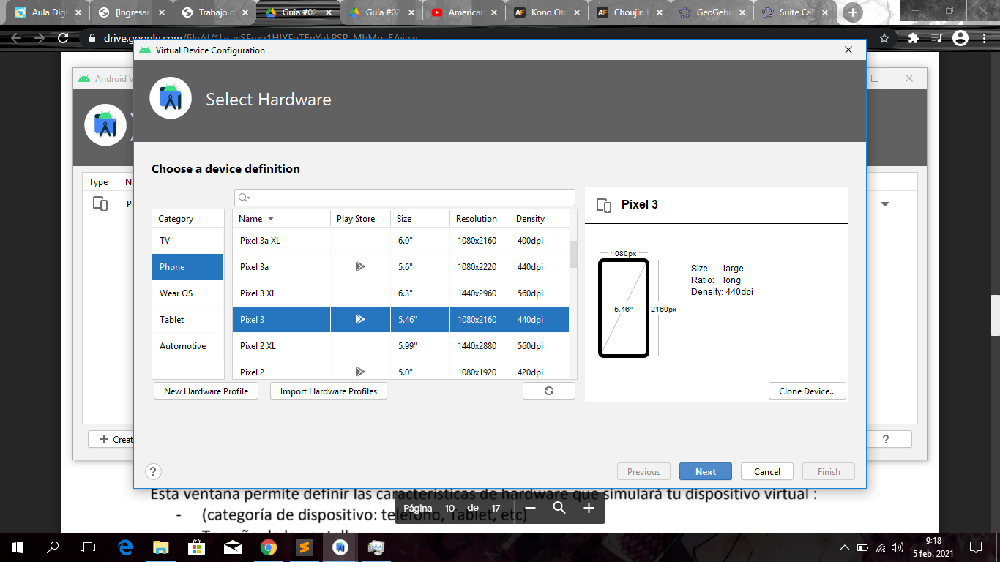 Aula Digi
[Ingresar
Trabajo d
Guia #02
Guia #02
American
Kono Oto
Choujin
GeoGebr
Suite Cal
drive.google.com
Virtual Device Configuration
Android V
Select Hardware
Choose a device definition
Type
Na
Pi
Category
TV
Phone
Wear OS
Tablet
Automotive
Name Play Store Size Resolution Density
Pixel 3a XL 6.0" 1080x2160 400dpi
Pixel 3a 5.6" 1080x2220 440dpi
Pixel 3 XL 6.3" 1440x2960 560dpi
Pixel 3 5.46" 1080x2160 440dpi
Pixel 2 XL 5.99" 1440x2880 560dpi
Pixel 2 5.0" 1080x1920 420dpi
New Hardware Profile
Import Hardware Profiles
Pixel 3
1080px
5.46"
2160px
Size: large
Ratio: long
Density: 440dpi
Clone Device...
+ Creat
?
?
Previous
Next
Cancel
Finish
Esta ventana permite definir las características de hardware que simulará tu dispositivo virtual :
- (categoría de dispositivo: teléfono, Tablet, etc)
Página 10 de 17
9:18
5 feb. 2021